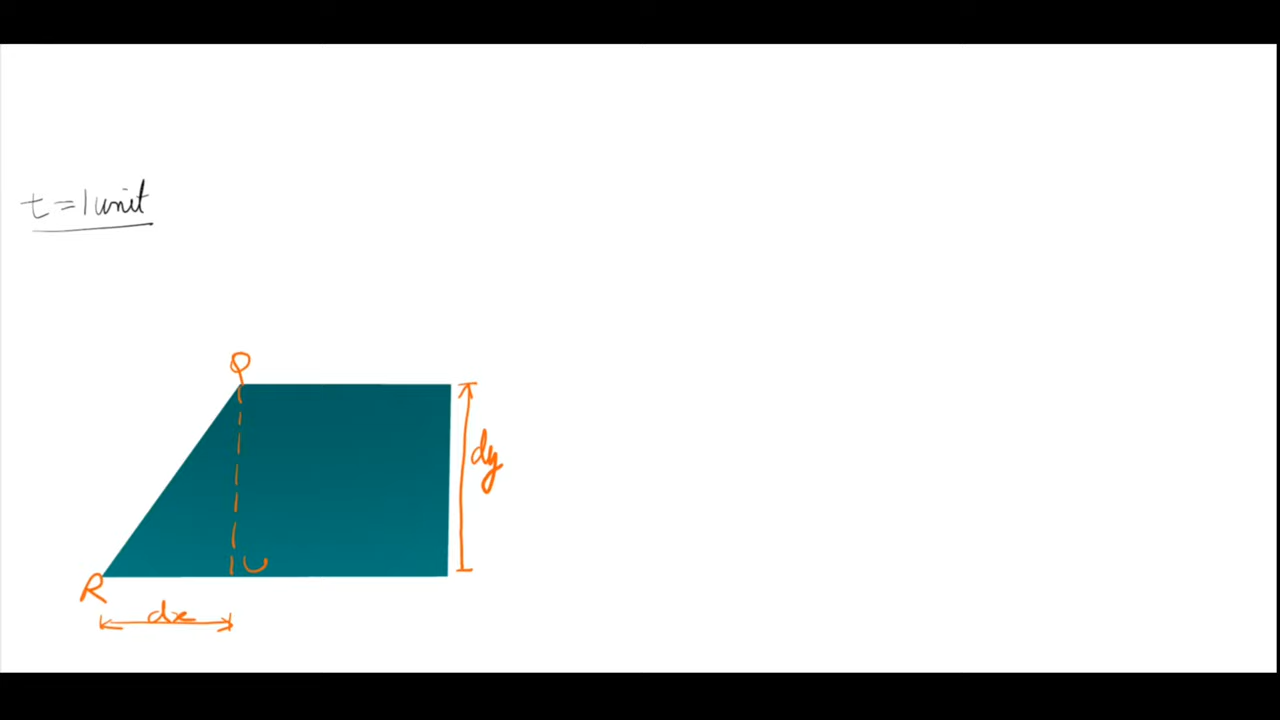 t = 1 unit
Q
dy
U
R
dx